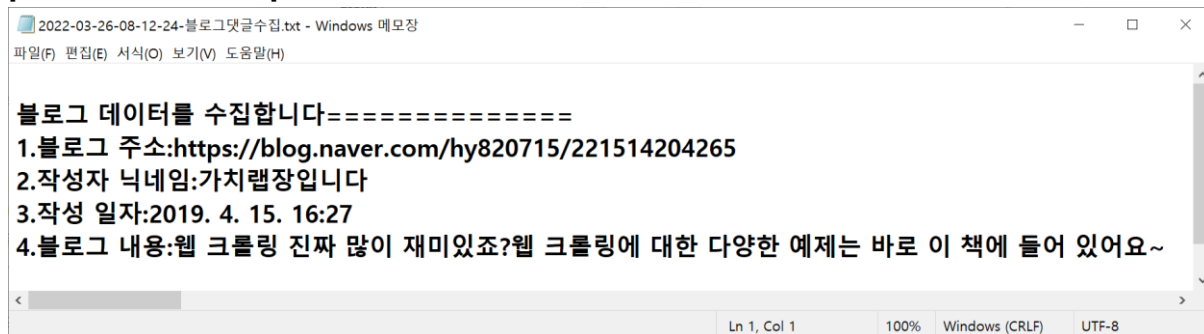 2022-03-26-08-12-24-블로그댓글수집.txt - Windows 메모장
파일(F) 편집(E) 서식(O) 보기(V) 도움말(H)
블로그 데이터를 수집합니다==============
1.블로그 주소:https://blog.naver.com/hy820715/221514204265
2.작성자 닉네임:가치랩장입니다
3.작성 일자:2019. 4. 15. 16:27
4.블로그 내용:웹 크롤링 진짜 많이 재미있죠?웹 크롤링에 대한 다양한 예제는 바로 이 책에 들어 있어요~
Ln 1, Col 1 100% Windows (CRLF) UTF-8